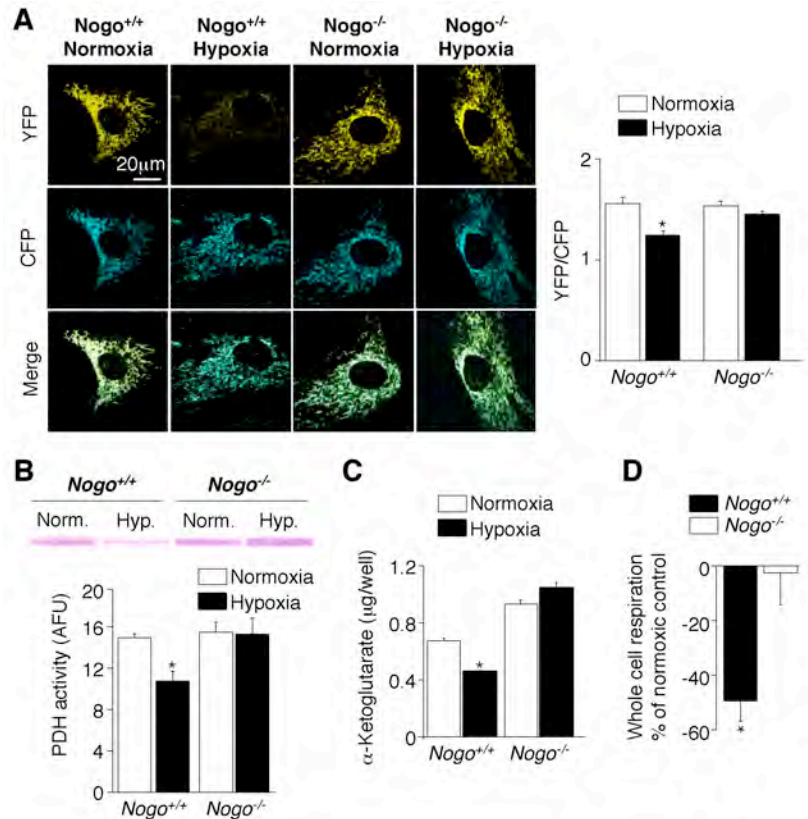 A
Nogo+/+ Normoxia
Nogo+/+ Hypoxia
Nogo-/- Normoxia
Nogo-/- Hypoxia
YFP
20μm
CFP
Merge
Normoxia
Hypoxia
YFP/CFP
2
1
0
*
Nogo+/+ Nogo-/-
B
Nogo+/+ Nogo-/-
Norm. Hyp. Norm. Hyp.
Normoxia
Hypoxia
PDH activity (AFU)
20
16
12
8
4
0
*
Nogo+/+ Nogo-/-
C
Normoxia
Hypoxia
α-Ketoglutarate (μg/well)
1.2
0.8
0.4
0
*
Nogo+/+ Nogo-/-
D
Nogo+/+
Nogo-/-
Whole cell respiration
% of normoxic control
0
-20
-40
-60
*